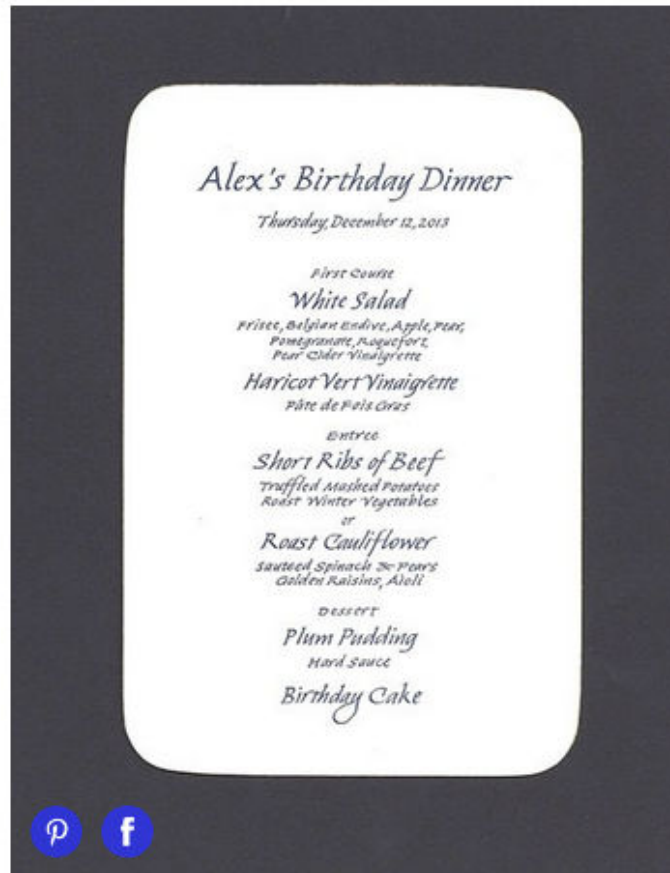 Alex's Birthday Dinner
Thursday, December 12, 2013
First Course
White Salad
Frisee, Belgian Endive, Apple, Pear,
Pomegranate, Roquefort,
Pear Cider Vinaigrette
Haricot Vert Vinaigrette
Pâte de Fois Gras
Entree
Short Ribs of Beef
Truffled Mashed Potatoes
Roast Winter Vegetables
or
Roast Cauliflower
Sauteed Spinach & Pears
Golden Raisins, Aioli
Dessert
Plum Pudding
Hard Sauce
Birthday Cake